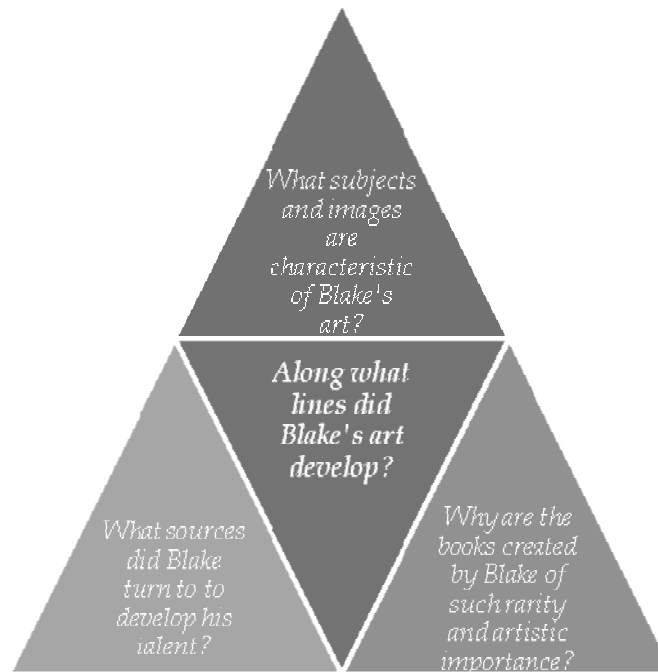 What subjects
and images
are
characteristic
of Blake's
art?
Along what
lines did
Blake's art
develop?
What sources
did Blake
turn to to
develop his
talent?
Why are the
books created
by Blake of
such rarity
and artistic
importance?